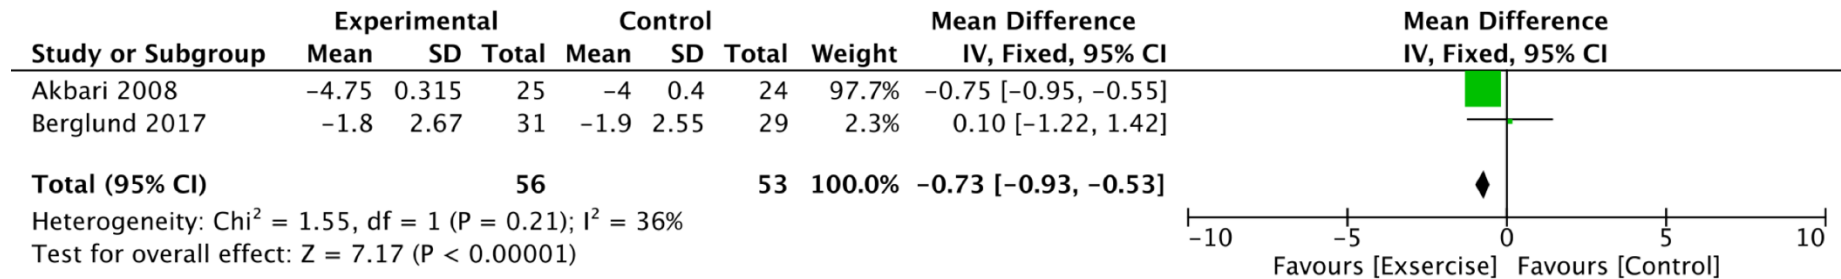 Experimental Control Mean Difference Mean Difference
Study or Subgroup Mean SD Total Mean SD Total Weight IV, Fixed, 95% CI IV, Fixed, 95% CI
Akbari 2008 −4.75 0.315 25 −4 0.4 24 97.7% −0.75 [−0.95, −0.55]
Berglund 2017 −1.8 2.67 31 −1.9 2.55 29 2.3% 0.10 [−1.22, 1.42]
Total (95% CI) 56 53 100.0% −0.73 [−0.93, −0.53]
Heterogeneity: Chi² = 1.55, df = 1 (P = 0.21); I² = 36%
Test for overall effect: Z = 7.17 (P < 0.00001)
−10 −5 0 5 10
Favours [Exsercise] Favours [Control]